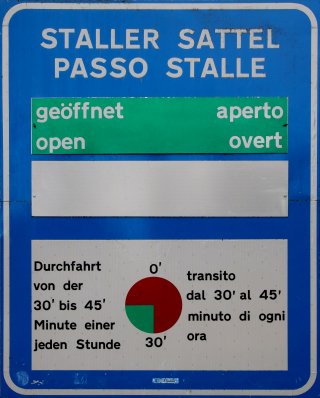 STALLER SATTEL
PASSO STALLE
geöffnet aperto
open overt
Durchfahrt
von der
30' bis 45'
Minute einer
jeden Stunde
0'
30'
transito
dal 30' al 45'
minuto di ogni
ora